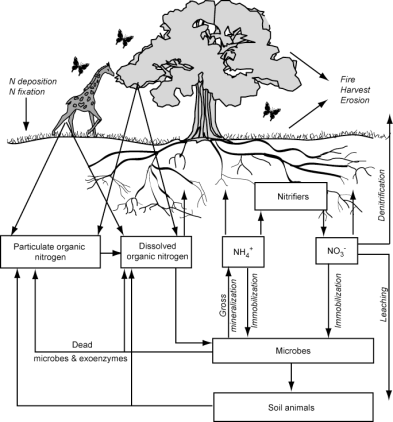 N deposition
N fixation
Fire
Harvest
Erosion
Denitrification
Nitrifiers
Particulate organic
nitrogen
Dissolved
organic nitrogen
NH₄⁺
NO₃⁻
Gross
mineralization
Immobilization
Immobilization
Leaching
Dead
microbes & exoenzymes
Microbes
Soil animals